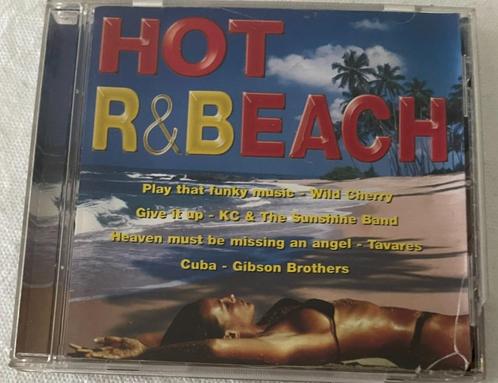 HOT
R&BEACH
Play that funky music - Wild Cherry
Give it up - KC & The Sunshine Band
Heaven must be missing an angel - Tavares
Cuba - Gibson Brothers